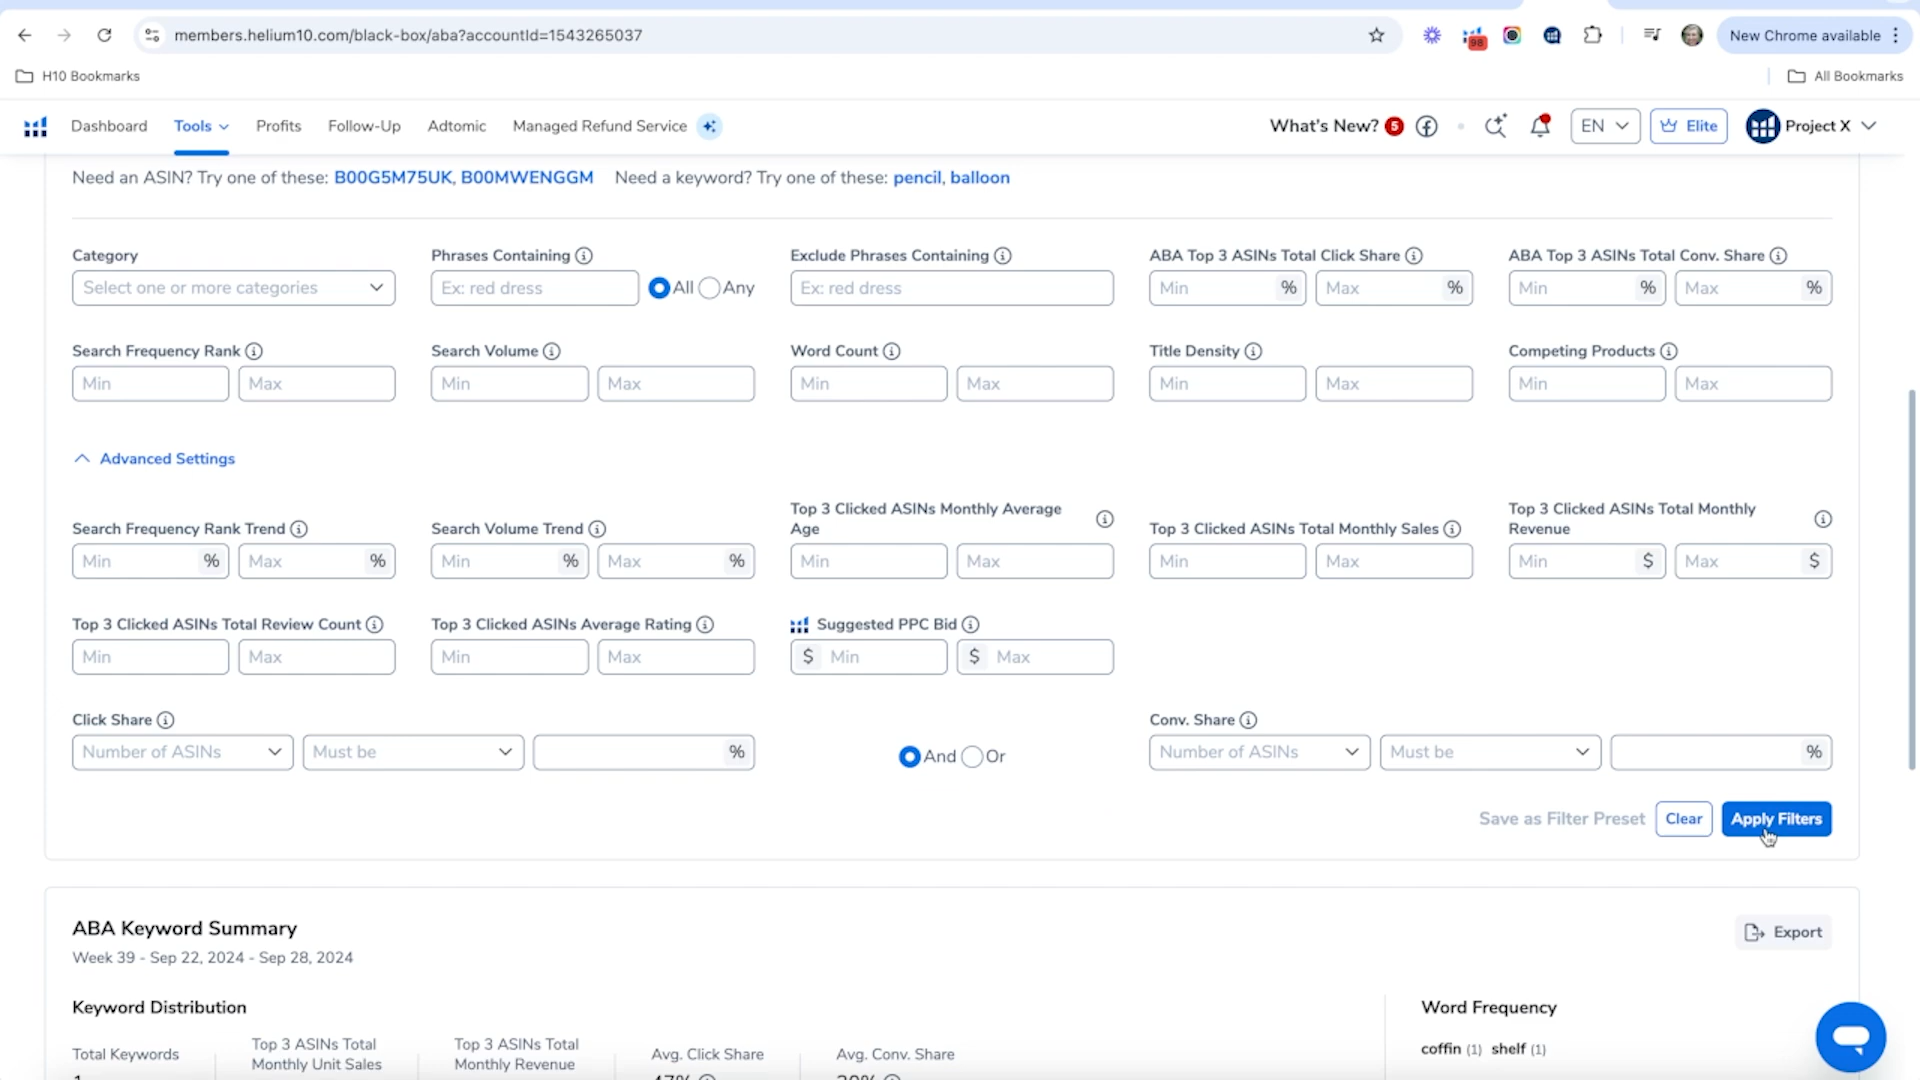 members.helium10.com/black-box/aba?accountId=1543265037
98
New Chrome available
H10 Bookmarks
All Bookmarks
Dashboard
Tools
Profits
Follow-Up
Adtomic
Managed Refund Service
What's New? 5
EN
Elite
Project X
Need an ASIN? Try one of these: B00G5M75UK, B00MWENGGM Need a keyword? Try one of these: pencil, balloon
Category
Phrases Containing
Exclude Phrases Containing
ABA Top 3 ASINs Total Click Share
ABA Top 3 ASINs Total Conv. Share
Select one or more categories
Ex: red dress
All Any
Ex: red dress
Min % Max %
Min % Max %
Search Frequency Rank
Search Volume
Word Count
Title Density
Competing Products
Min Max
Min Max
Min Max
Min Max
Min Max
Advanced Settings
Search Frequency Rank Trend
Search Volume Trend
Top 3 Clicked ASINs Monthly Average
Age
Top 3 Clicked ASINs Total Monthly Sales
Top 3 Clicked ASINs Total Monthly
Revenue
Min % Max %
Min % Max %
Min Max
Min Max
Min $ Max $
Top 3 Clicked ASINs Total Review Count
Top 3 Clicked ASINs Average Rating
Suggested PPC Bid
Min Max
Min Max
$ Min $ Max
Click Share
Conv. Share
Number of ASINs Must be %
And Or
Number of ASINs Must be %
Save as Filter Preset
Clear
Apply Filters
ABA Keyword Summary
Export
Week 39 - Sep 22, 2024 - Sep 28, 2024
Keyword Distribution
Word Frequency
Total Keywords
Top 3 ASINs Total
Monthly Unit Sales
Top 3 ASINs Total
Monthly Revenue
Avg. Click Share
Avg. Conv. Share
coffin (1) shelf (1)